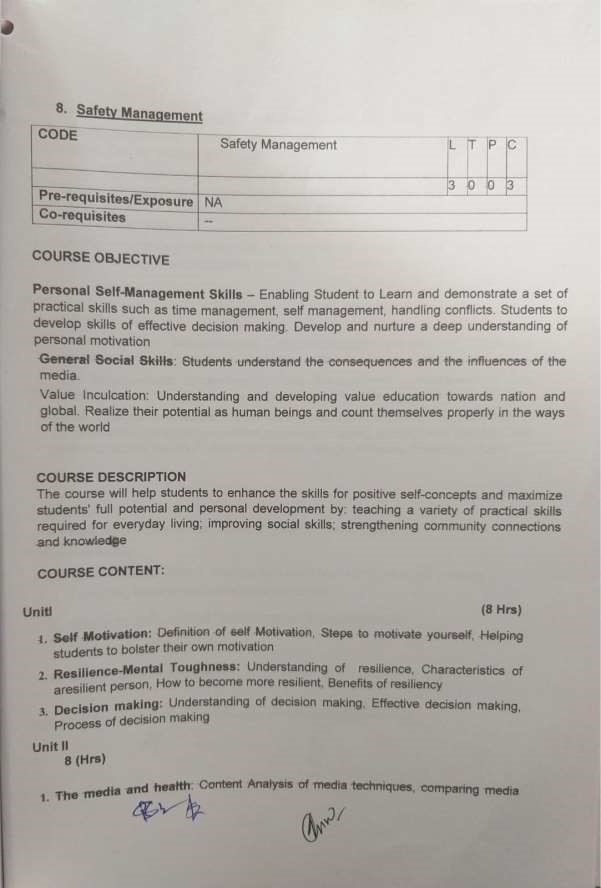 8. Safety Management
CODE Safety Management L T P C
3 0 0 3
Pre-requisites/Exposure NA
Co-requisites --
COURSE OBJECTIVE
Personal Self-Management Skills – Enabling Student to Learn and demonstrate a set of
practical skills such as time management, self management, handling conflicts. Students to
develop skills of effective decision making. Develop and nurture a deep understanding of
personal motivation
General Social Skills: Students understand the consequences and the influences of the
media.
Value Inculcation: Understanding and developing value education towards nation and
global. Realize their potential as human beings and count themselves properly in the ways
of the world
COURSE DESCRIPTION
The course will help students to enhance the skills for positive self-concepts and maximize
students' full potential and personal development by: teaching a variety of practical skills
required for everyday living; improving social skills; strengthening community connections
and knowledge
COURSE CONTENT:
UnitI (8 Hrs)
1. Self Motivation: Definition of self Motivation, Steps to motivate yourself, Helping
students to bolster their own motivation
2. Resilience-Mental Toughness: Understanding of resilience, Characteristics of
aresilient person, How to become more resilient, Benefits of resiliency
3. Decision making: Understanding of decision making, Effective decision making,
Process of decision making
Unit II
8 (Hrs)
1. The media and health: Content Analysis of media techniques, comparing media